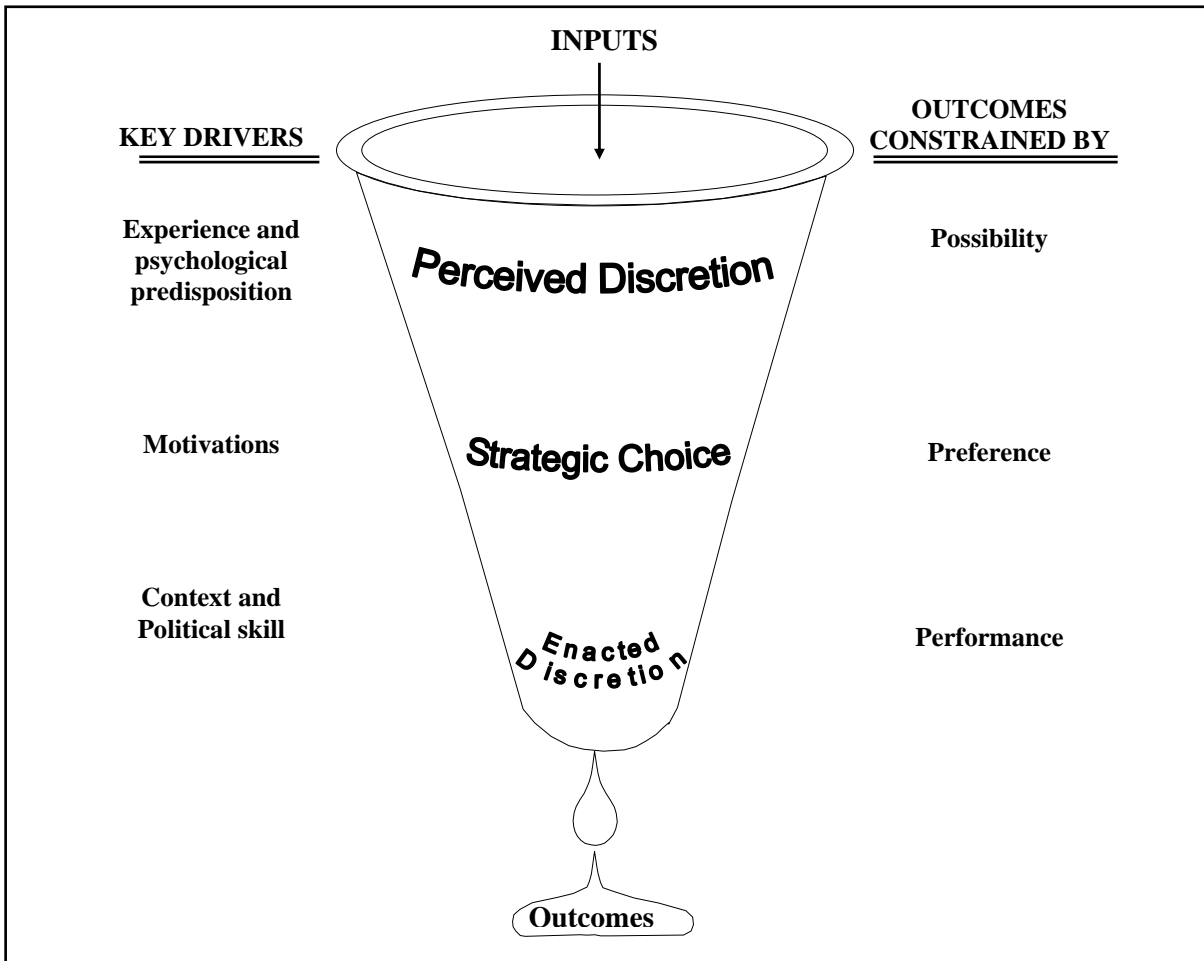 INPUTS
KEY DRIVERS
OUTCOMES
CONSTRAINED BY
Experience and
psychological
predisposition
Perceived Discretion
Possibility
Motivations
Strategic Choice
Preference
Context and
Political skill
Enacted
Discretion
Performance
Outcomes